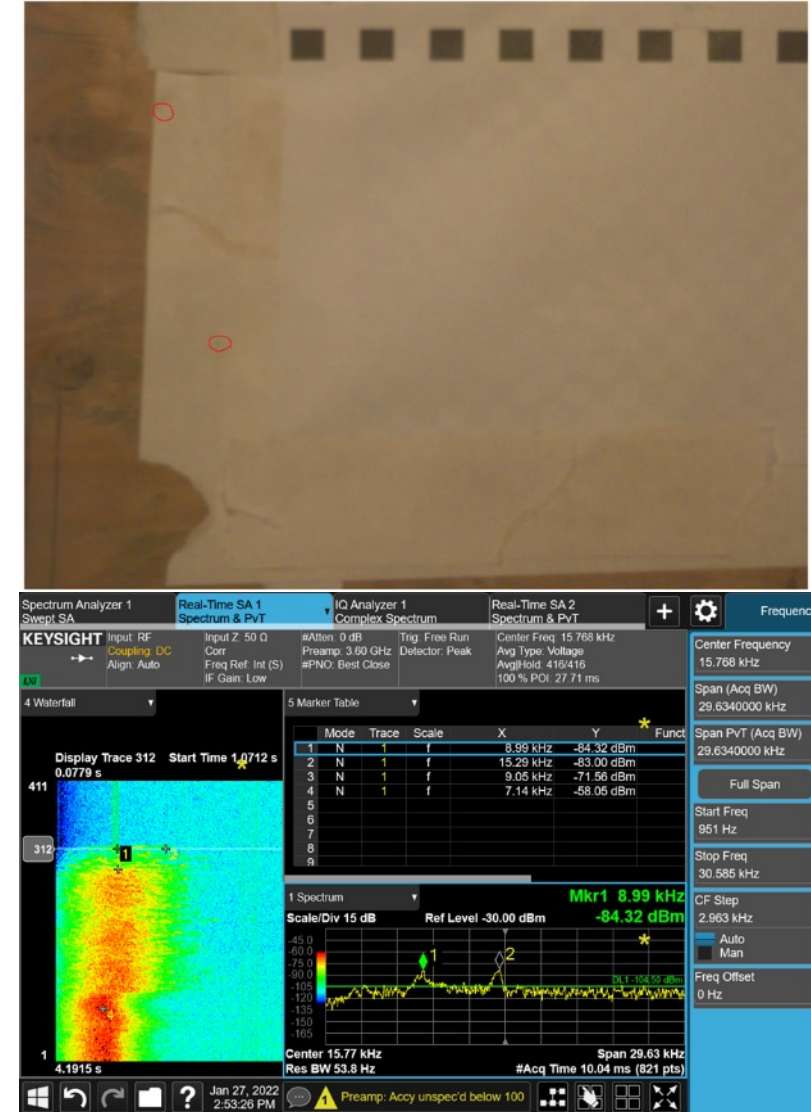 Spectrum Analyzer 1
Swept SA
Real-Time SA 1
Spectrum & PvT
IQ Analyzer 1
Complex Spectrum
Real-Time SA 2
Spectrum & PvT
+
Frequenc
KEYSIGHT
LXI
Input: RF
Coupling: DC
Align: Auto
Input Z: 50 Ω
Corr
Freq Ref: Int (S)
IF Gain: Low
#Atten: 0 dB
Preamp: 3.60 GHz
#PNO: Best Close
Trig: Free Run
Detector: Peak
Center Freq: 15.768 kHz
Avg Type: Voltage
Avg|Hold: 416/416
100 % POI: 27.71 ms
Center Frequency
15.768 kHz
Span (Acq BW)
29.6340000 kHz
Span PvT (Acq BW)
29.6340000 kHz
Full Span
Start Freq
951 Hz
Stop Freq
30.585 kHz
CF Step
2.963 kHz
Auto
Man
Freq Offset
0 Hz
4 Waterfall
Display Trace 312 Start Time 1.0712 s
0.0779 s
411
312
1
1
4.1915 s
5 Marker Table
Mode Trace Scale X Y Funct
1 N 1 f 8.99 kHz -84.32 dBm
2 N 1 f 15.29 kHz -83.00 dBm
3 N 1 f 9.05 kHz -71.56 dBm
4 N 1 f 7.14 kHz -58.05 dBm
5
6
7
8
9
1 Spectrum
Mkr1 8.99 kHz
Scale/Div 15 dB Ref Level -30.00 dBm
-84.32 dBm
-45.0
-60.0
-75.0
-90.0
-105
-120
-135
-150
-165
1
2
DL1 -104.50 dBm
Center 15.77 kHz
Span 29.63 kHz
Res BW 53.8 Hz
#Acq Time 10.04 ms (821 pts)
?
Jan 27, 2022
2:53:26 PM
Preamp: Accy unspec'd below 100